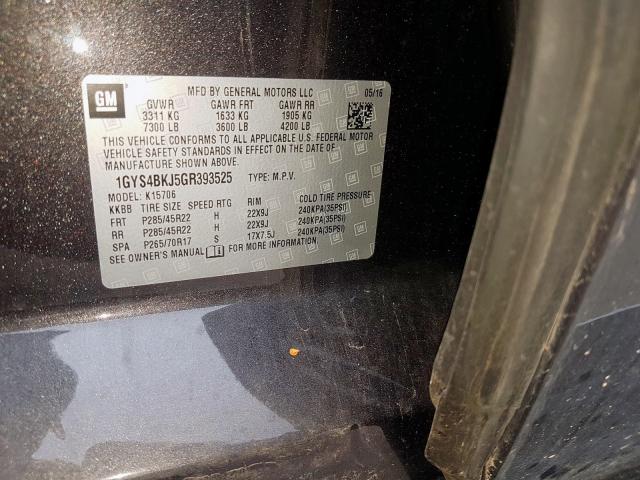 GM
MFD BY GENERAL MOTORS LLC 05/16
GVWR GAWR FRT GAWR RR
3311 KG 1633 KG 1905 KG
7300 LB 3600 LB 4200 LB
THIS VEHICLE CONFORMS TO ALL APPLICABLE U.S. FEDERAL MOTOR
VEHICLE SAFETY STANDARDS IN EFFECT ON THE DATE OF
MANUFACTURE SHOWN ABOVE.
1GYS4BKJ5GR393525 TYPE: M.P.V.
MODEL: K15706
KKBB TIRE SIZE SPEED RTG RIM COLD TIRE PRESSURE
FRT P285/45R22 H 22X9J 240KPA(35PSI)
RR P285/45R22 H 22X9J 240KPA(35PSI)
SPA P265/70R17 S 17X7.5J 240KPA(35PSI)
SEE OWNER'S MANUAL FOR MORE INFORMATION.